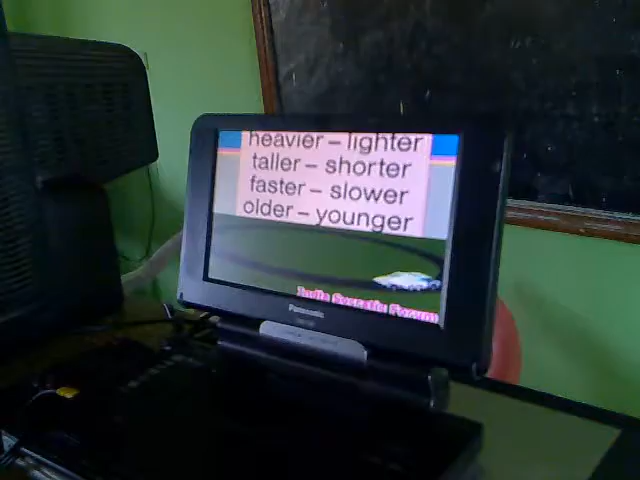 heavier – lighter
taller – shorter
faster – slower
older – younger
India Socratic Forum
Panasonic